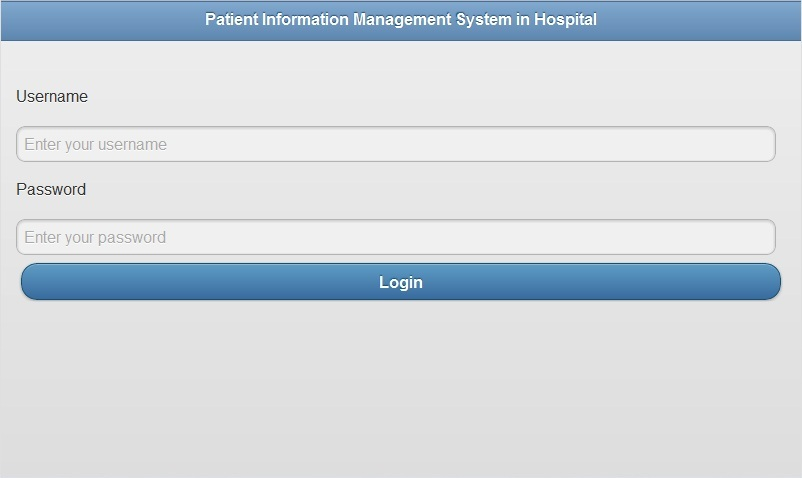 Patient Information Management System in Hospital
Username
Enter your username
Password
Enter your password
Login